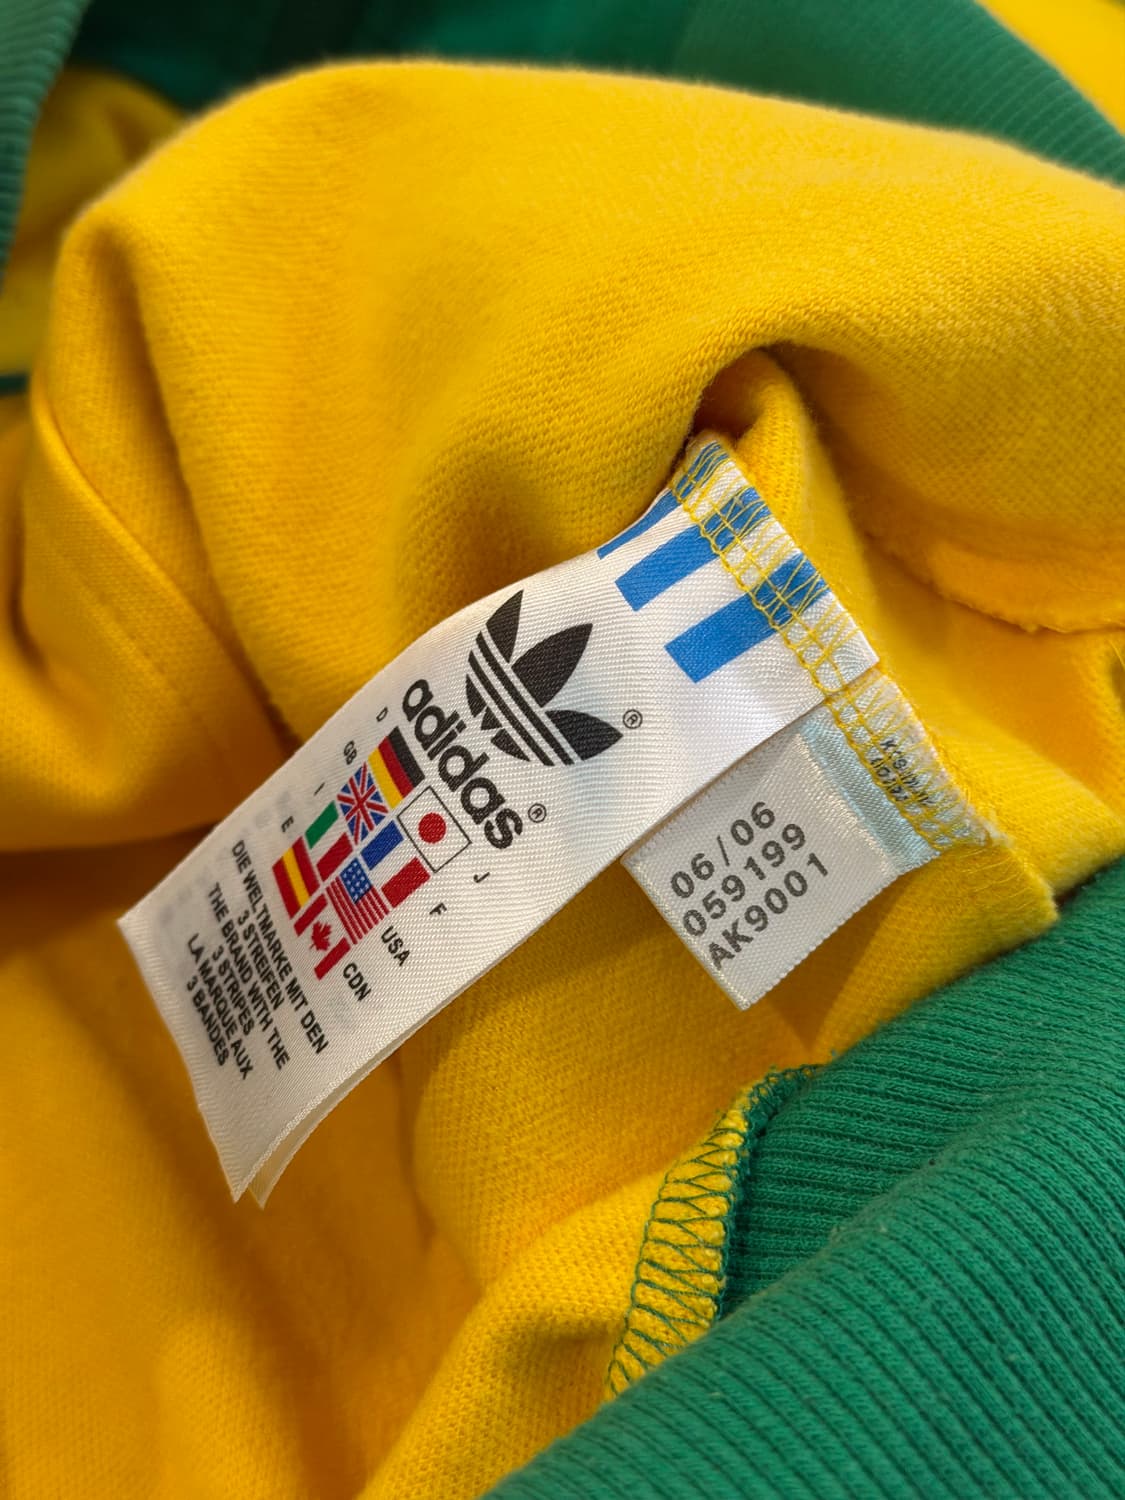 ®
adidas®
D
GB
I
E
J
F
USA
CDN
DIE WELTMARKE MIT DEN
3 STREIFEN
THE BRAND WITH THE
3 STRIPES
LA MARQUE AUX
3 BANDES
06/06
059199
AK9001